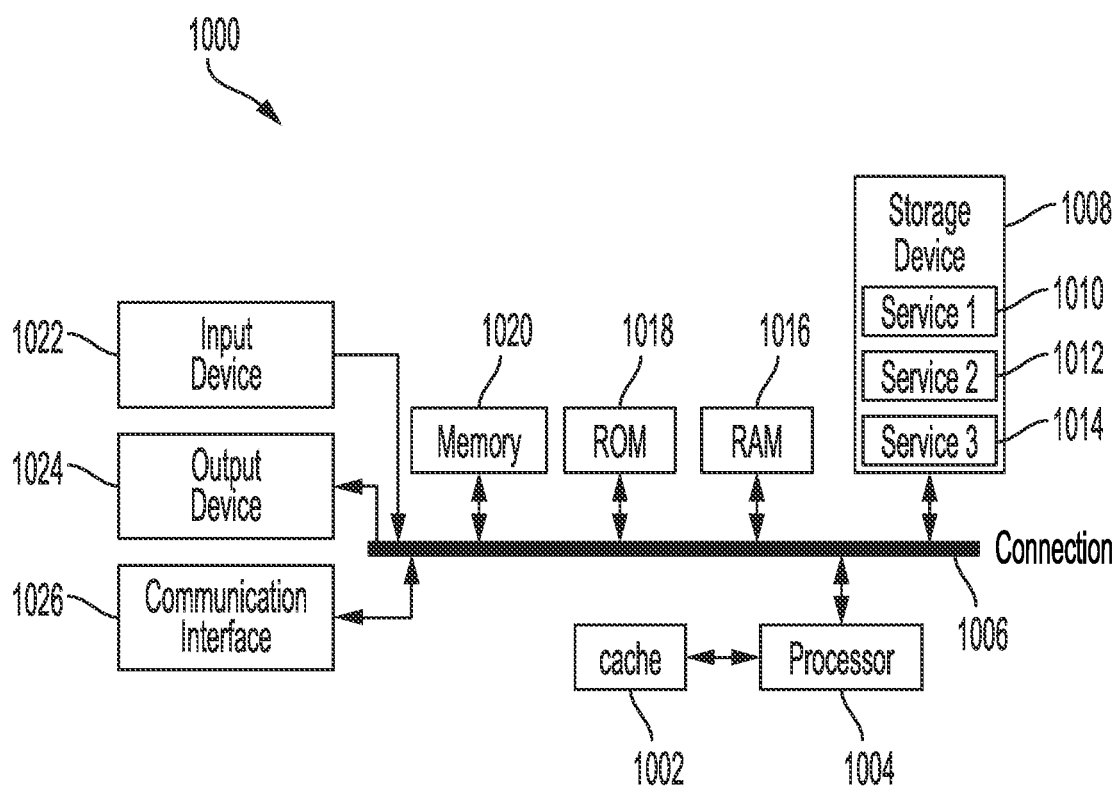 1000
Storage
Device
1008
Service 1
1010
Service 2
1012
Service 3
1014
1022
Input
Device
1020
1018
1016
Memory
ROM
RAM
1024
Output
Device
Connection
1026
Communication
Interface
1006
cache
Processor
1002
1004